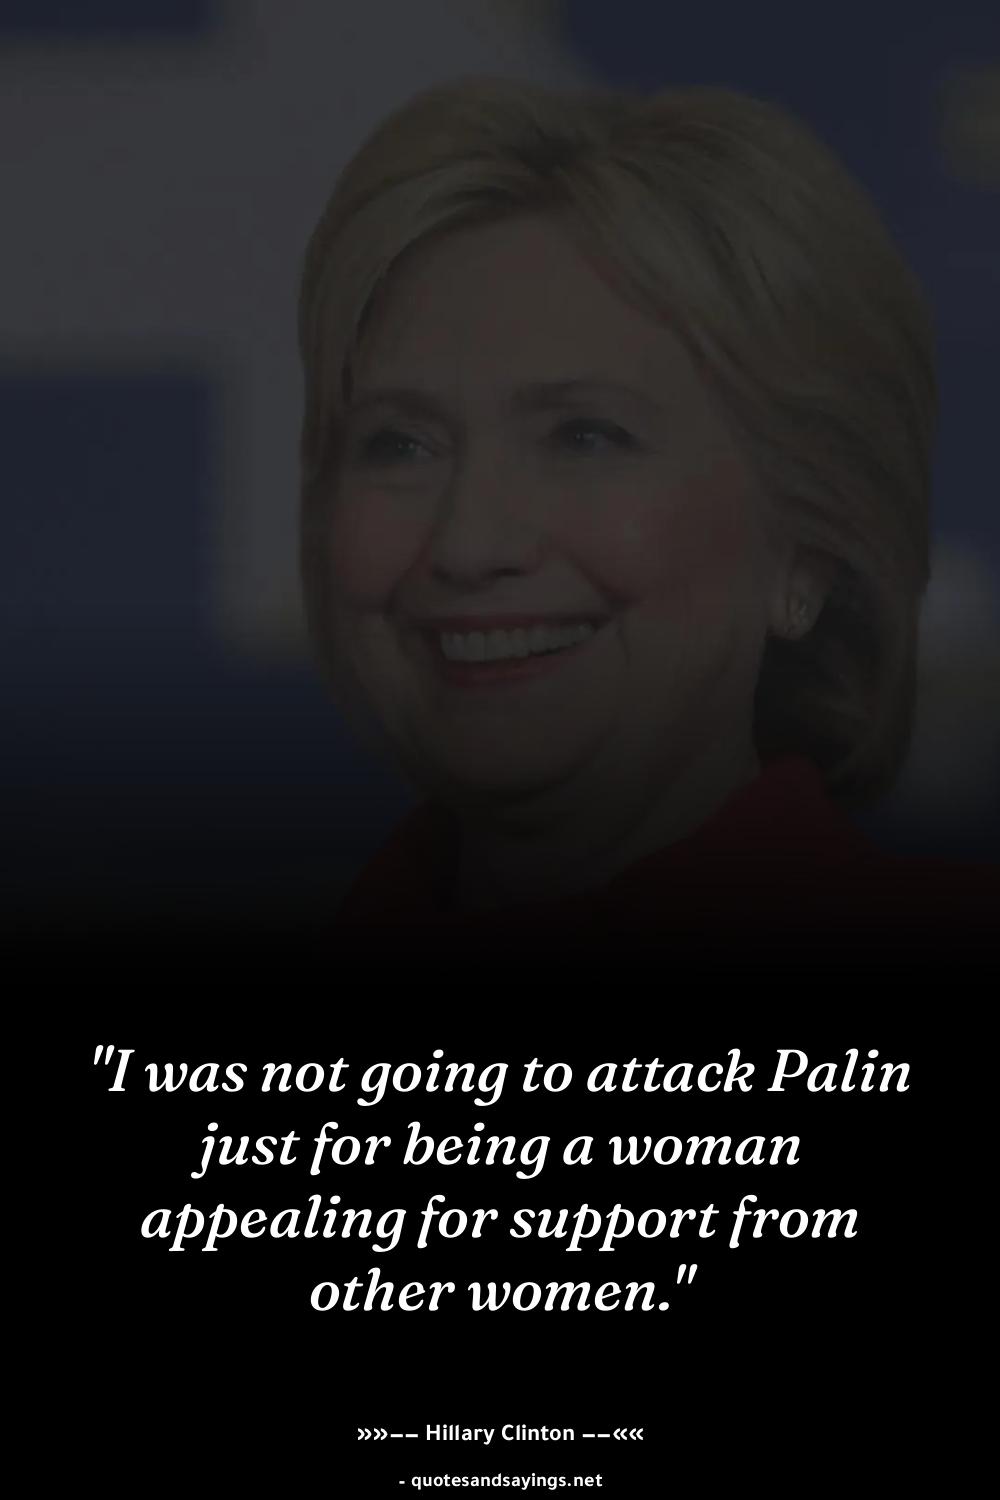 "I was not going to attack Palin
just for being a woman
appealing for support from
other women."
»»–– Hillary Clinton ––««
- quotesandsayings.net